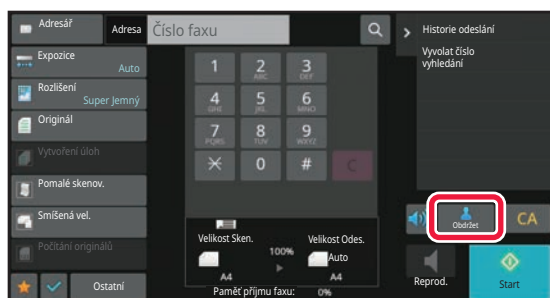 Adresář
Adresa
Číslo faxu
Historie odeslání
Vyvolat číslo
vyhledání
Expozice
Auto
Rozlišení
Super Jemný
Originál
Vytvoření úloh
Pomalé skenov.
Smíšená vel.
Počítání originálů
Ostatní
1
2
ABC
3
DEF
4
GHI
5
JKL
6
MNO
7
PQRS
8
TUV
9
WXYZ
0
#
C
Velikost Sken.
100%
Velikost Odes.
Auto
A4
A4
Paměť příjmu faxu: 0%
Obdržet
CA
Reprod.
Start